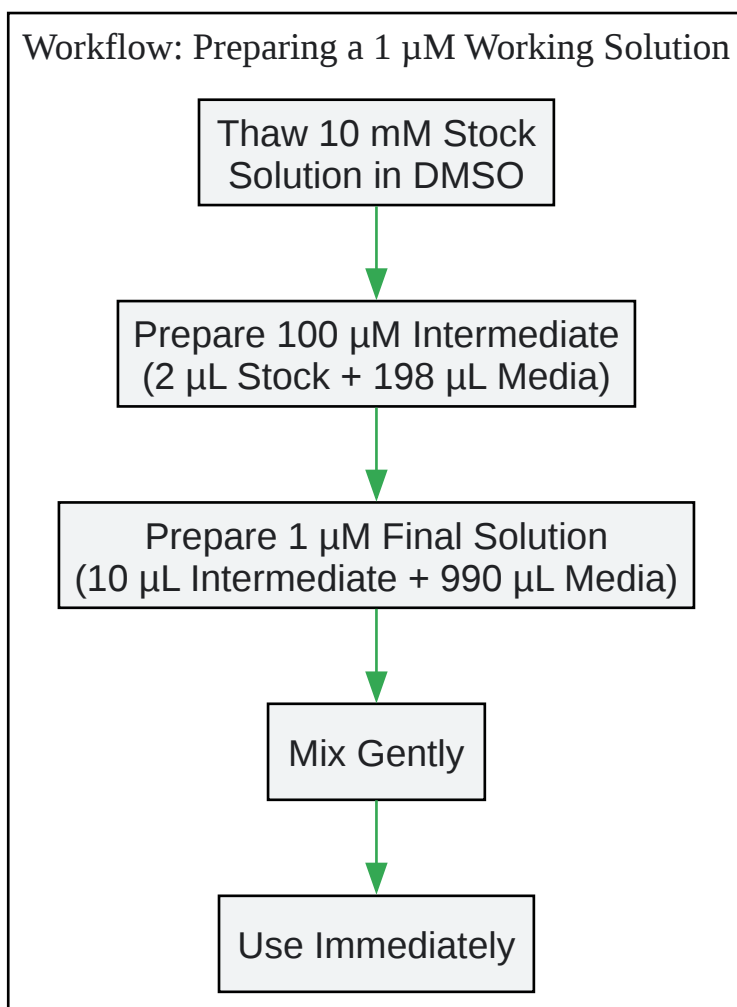 Workflow: Preparing a 1 µM Working Solution
Thaw 10 mM Stock
Solution in DMSO
Prepare 100 µM Intermediate
(2 µL Stock + 198 µL Media)
Prepare 1 µM Final Solution
(10 µL Intermediate + 990 µL Media)
Mix Gently
Use Immediately